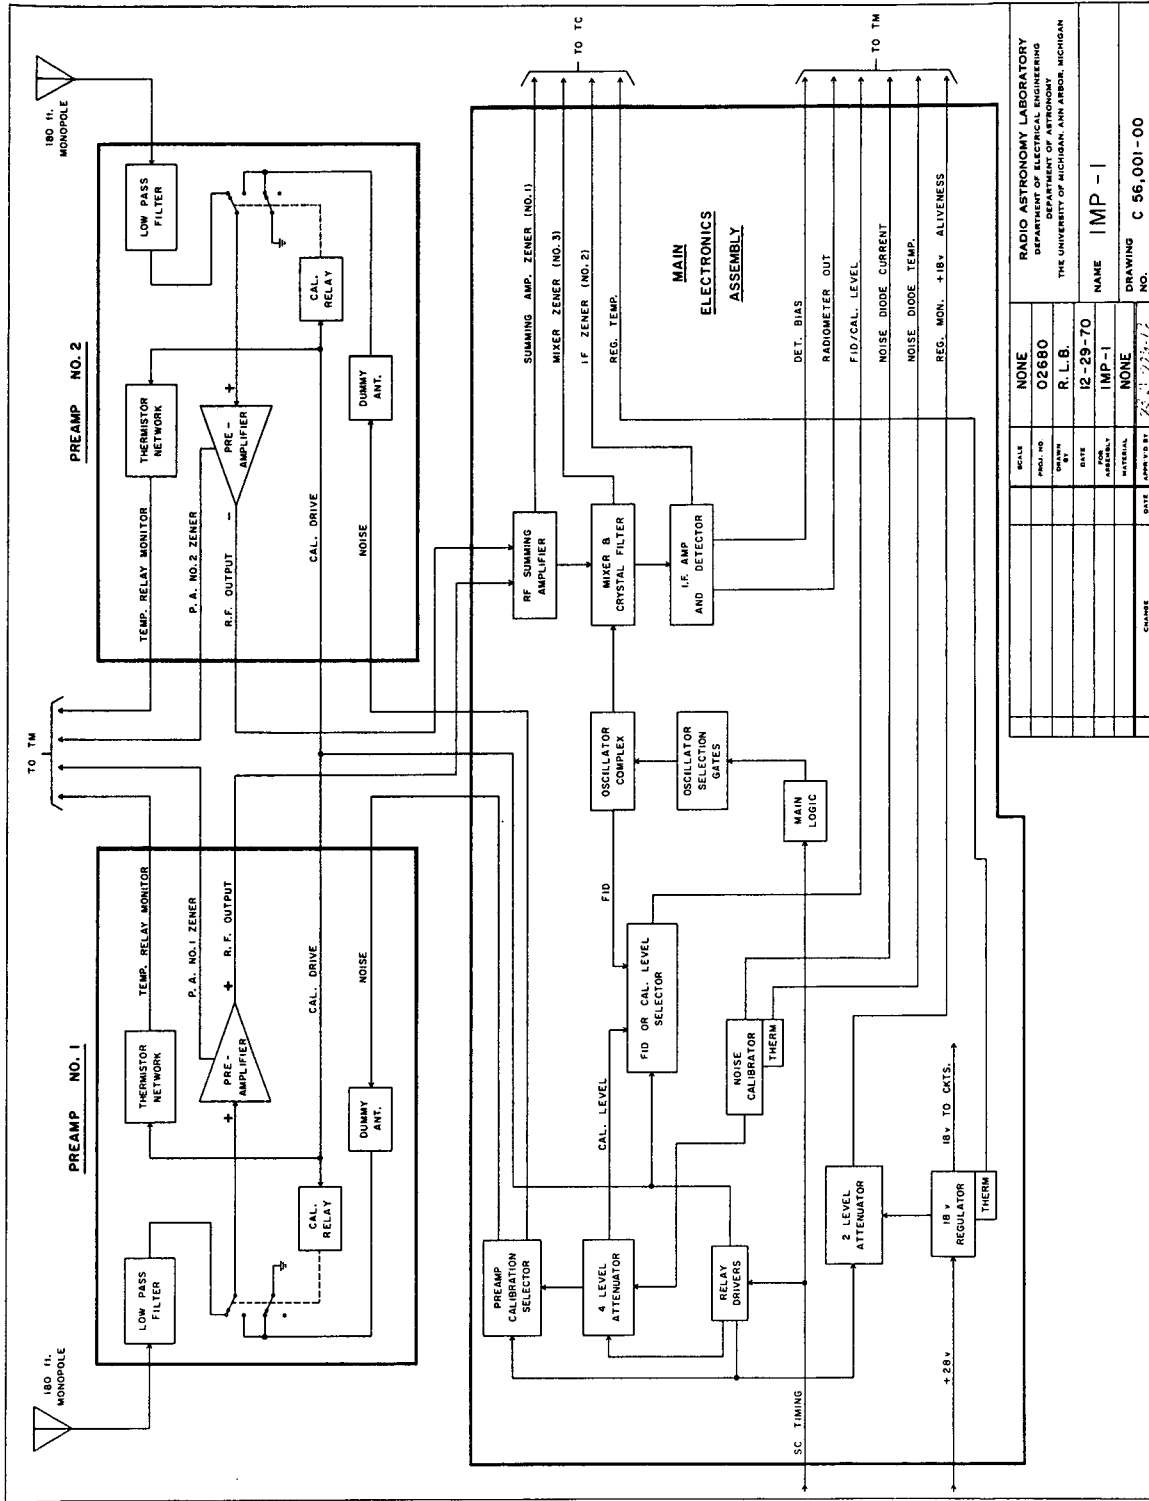 180 ft.
MONOPOLE
LOW PASS
FILTER
PREAMP NO. 1
CAL.
RELAY
THERMISTOR
NETWORK
+
PRE-
AMPLIFIER
+
DUMMY
ANT.
TEMP. RELAY MONITOR
P. A. NO. 1 ZENER
R. F. OUTPUT
CAL. DRIVE
NOISE
TO TM
PREAMP NO. 2
TEMP. RELAY MONITOR
P. A. NO. 2 ZENER
R.F. OUTPUT
CAL. DRIVE
NOISE
THERMISTOR
NETWORK
-
PRE-
AMPLIFIER
+
DUMMY
ANT.
CAL.
RELAY
LOW PASS
FILTER
180 ft.
MONOPOLE
PREAMP
CALIBRATION
SELECTOR
4 LEVEL
ATTENUATOR
RELAY
DRIVERS
CAL. LEVEL
FID OR CAL. LEVEL
SELECTOR
FID
NOISE
CALIBRATOR
THERM
2 LEVEL
ATTENUATOR
18 v
REGULATOR
THERM
18v TO CKTS.
SC TIMING
+28v
MAIN
LOGIC
OSCILLATOR
COMPLEX
OSCILLATOR
SELECTION
GATES
RF SUMMING
AMPLIFIER
MIXER &
CRYSTAL FILTER
I.F. AMP
AND DETECTOR
SUMMING AMP. ZENER (NO. 1)
MIXER ZENER (NO. 3)
IF ZENER (NO. 2)
REG. TEMP.
TO TC
MAIN
ELECTRONICS
ASSEMBLY
DET. BIAS
RADIOMETER OUT
FID/CAL. LEVEL
NOISE DIODE CURRENT
NOISE DIODE TEMP.
REG. MON. +18v ALIVENESS
TO TM
CHANGE
DATE
SCALE NONE
PROJ. NO. 02680
DRAWN BY R. L. B.
DATE 12-29-70
FOR ASSEMBLY IMP-1
MATERIAL NONE
APPR'V'D BY
RADIO ASTRONOMY LABORATORY
DEPARTMENT OF ELECTRICAL ENGINEERING
DEPARTMENT OF ASTRONOMY
THE UNIVERSITY OF MICHIGAN, ANN ARBOR, MICHIGAN
NAME IMP-1
DRAWING NO. C 56,001-00